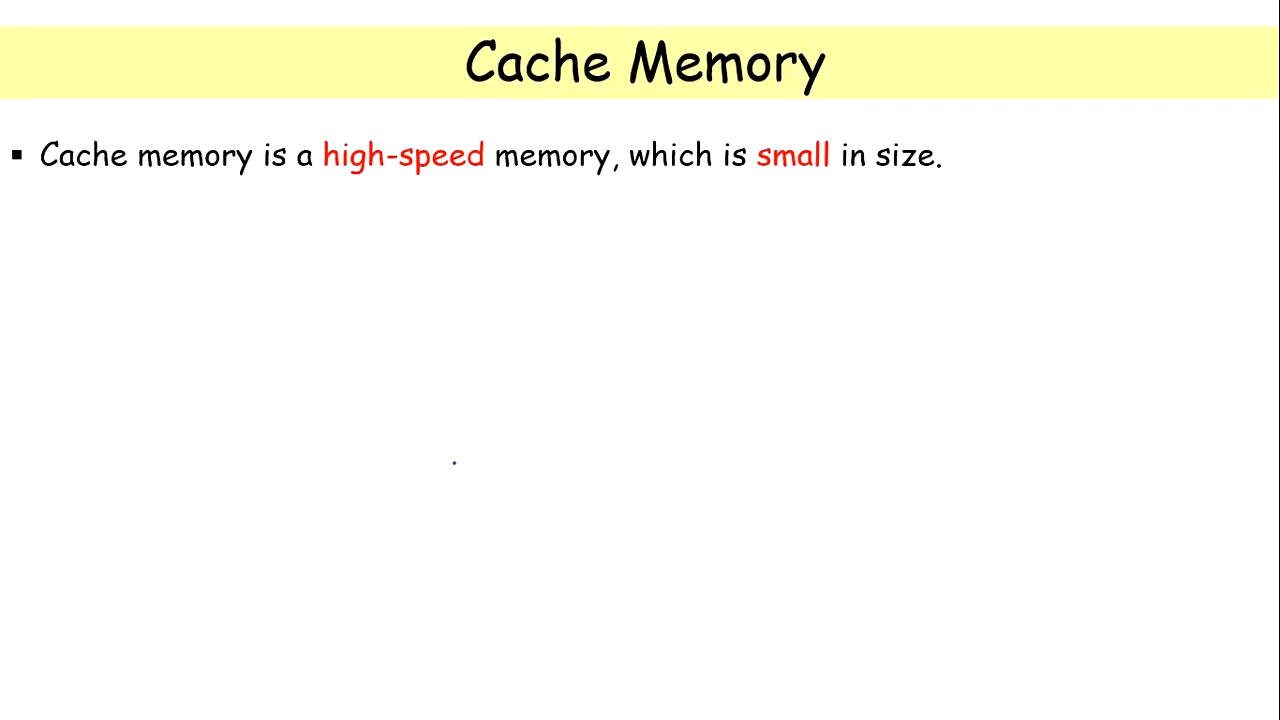 Cache Memory
▪ Cache memory is a high-speed memory, which is small in size.